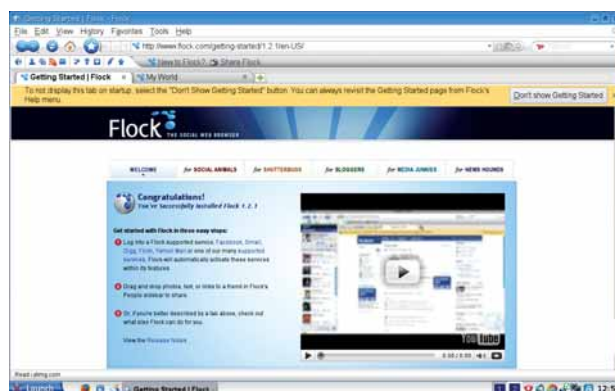 Getting Started | Flock - Flock
File Edit View History Favorites Tools Help
http://www.flock.com/getting-started/1.2.1/en-US/
New to Flock? Share Flock
Getting Started | Flock
My World
To not display this tab on startup, select the "Don't Show Getting Started" button. You can always revisit the Getting Started page from Flock's
Help menu.
Don't show Getting Started
Flock THE SOCIAL WEB BROWSER
WELCOME for SOCIAL ANIMALS for SHUTTERBUGS for BLOGGERS for MEDIA JUNKIES for NEWS HOUNDS
Congratulations!
You've Successfully Installed Flock 1.2.1
Get started with Flock in three easy steps:
Log into a Flock supported service, Facebook, Gmail,
Digg, Flickr, Yahoo! Mail or one of our many supported
services. Flock will automatically activate these services
within its features.
Drag and drop photos, text, or links to a friend in Flock's
People sidebar to share.
Or, if you're better described by a tab above, check out
what else Flock can do for you.
View the Release Notes
YouTube
Read i.ytimg.com
Launch
Getting Started | Flock -